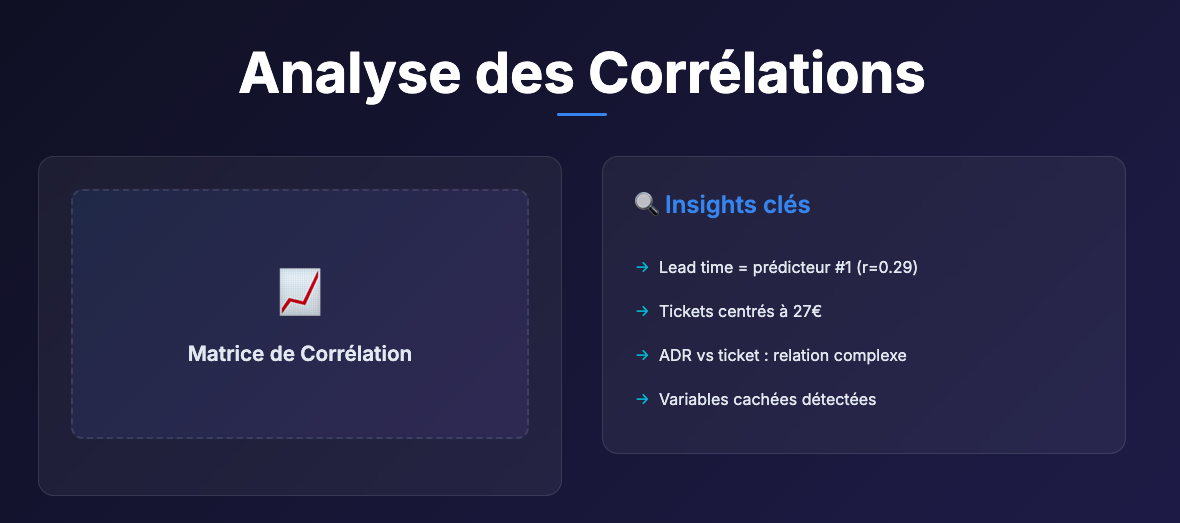 Analyse des Corrélations
Matrice de Corrélation
Insights clés
→ Lead time = prédicteur #1 (r=0.29)
→ Tickets centrés à 27€
→ ADR vs ticket : relation complexe
→ Variables cachées détectées